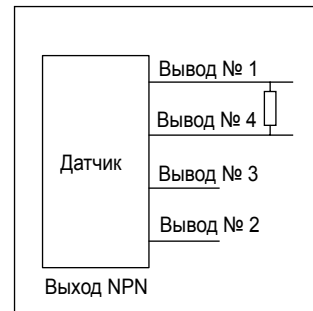 Вывод № 1
Вывод № 4
Датчик
Вывод № 3
Вывод № 2
Выход NPN